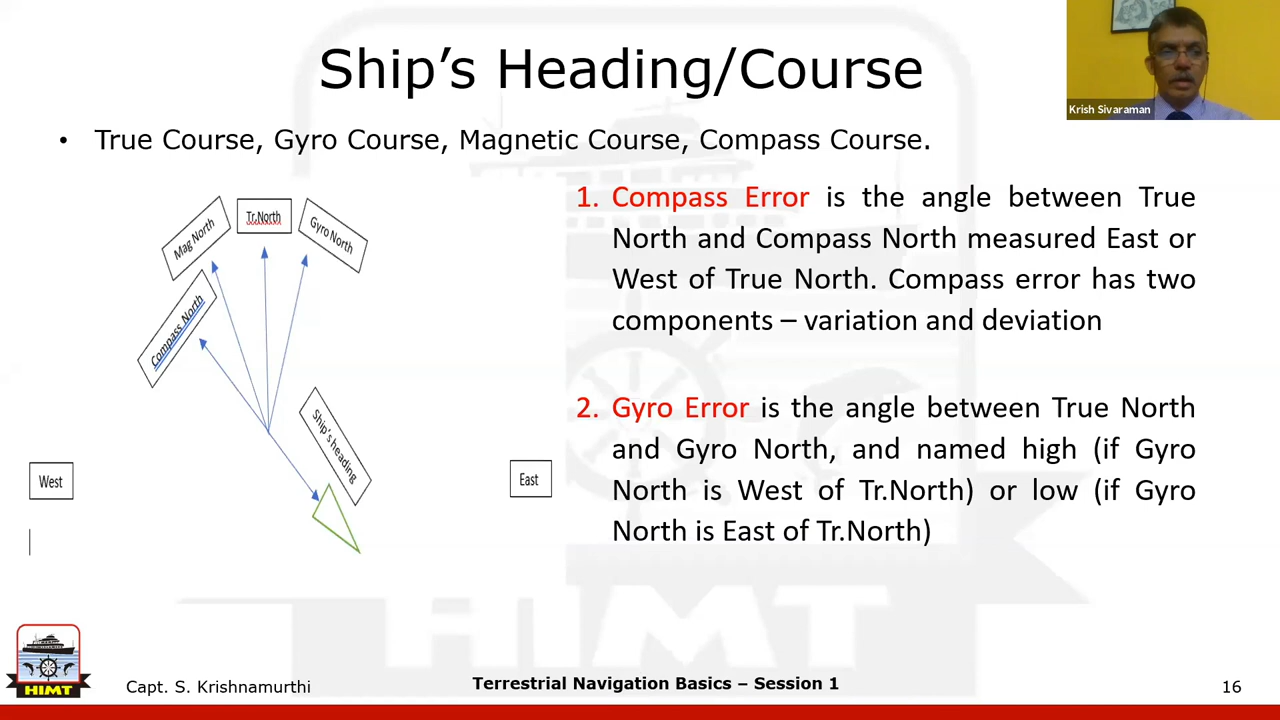 Ship’s Heading/Course
Krish Sivaraman
• True Course, Gyro Course, Magnetic Course, Compass Course.
Mag North
Tr.North
Gyro North
Compass North
Ship's heading
West
East
1. Compass Error is the angle between True
North and Compass North measured East or
West of True North. Compass error has two
components – variation and deviation
2. Gyro Error is the angle between True North
and Gyro North, and named high (if Gyro
North is West of Tr.North) or low (if Gyro
North is East of Tr.North)
HIMT
HIMT
Capt. S. Krishnamurthi
Terrestrial Navigation Basics – Session 1
16